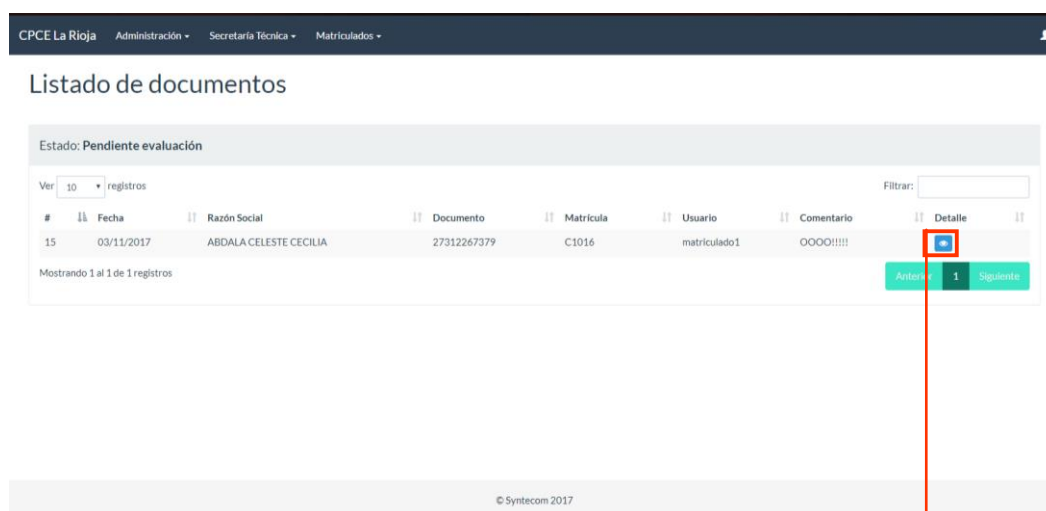 CPCE La Rioja Administración Secretaría Técnica Matriculados
Listado de documentos
Estado: Pendiente evaluación
Ver 10 registros Filtrar:
# Fecha Razón Social Documento Matrícula Usuario Comentario Detalle
15 03/11/2017 ABDALA CELESTE CECILIA 27312267379 C1016 matriculado1 OOOO!!!!!
Mostrando 1 al 1 de 1 registros Anterior 1 Siguiente
© Syntecom 2017